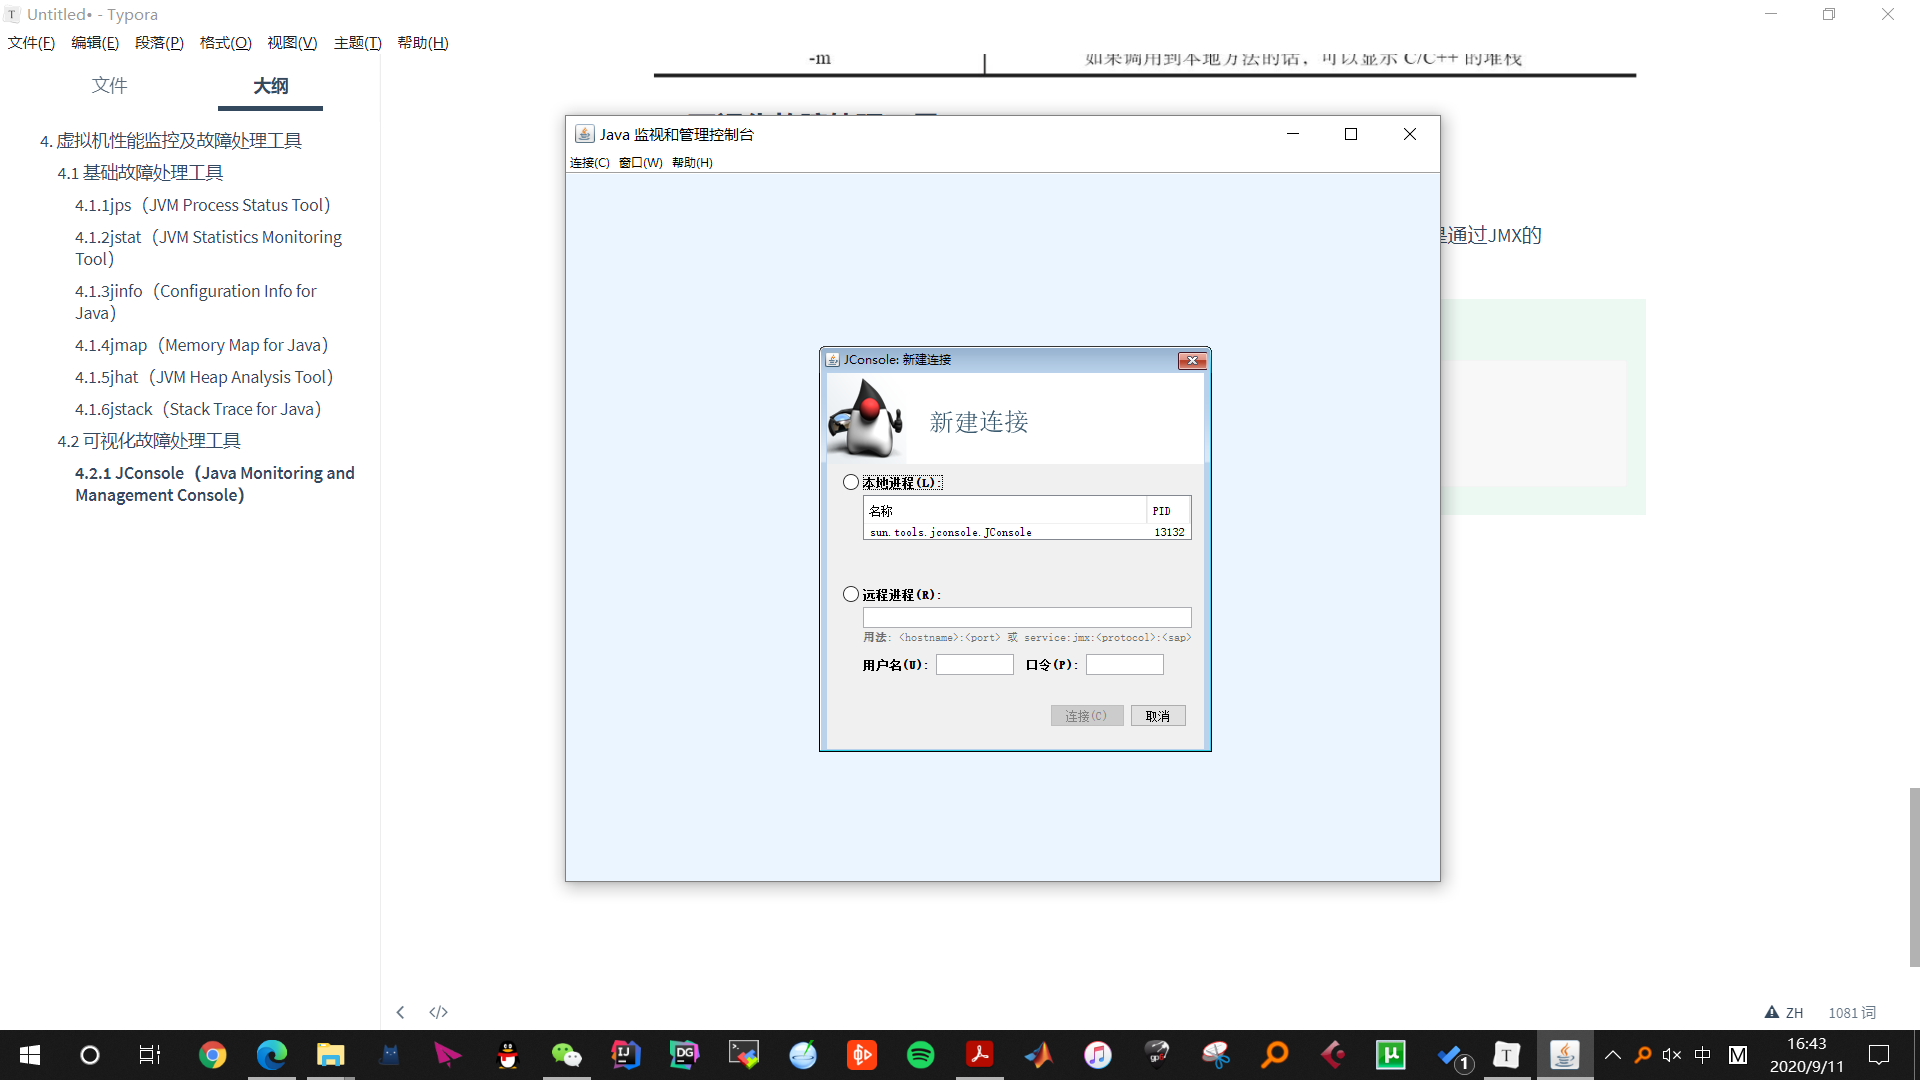 Untitled• - Typora
文件(F) 编辑(E) 段落(P) 格式(O) 视图(V) 主题(T) 帮助(H)
文件 大纲
4. 虚拟机性能监控及故障处理工具
4.1 基础故障处理工具
4.1.1jps（JVM Process Status Tool）
4.1.2jstat（JVM Statistics Monitoring
Tool）
4.1.3jinfo（Configuration Info for
Java）
4.1.4jmap（Memory Map for Java）
4.1.5jhat（JVM Heap Analysis Tool）
4.1.6jstack（Stack Trace for Java）
4.2 可视化故障处理工具
4.2.1 JConsole（Java Monitoring and
Management Console）
-m 如果调用到本地方法的话，可以显示 C/C++ 的堆栈
是通过JMX的
Java 监视和管理控制台
连接(C) 窗口(W) 帮助(H)
JConsole: 新建连接
新建连接
本地进程(L):
名称 PID
sun.tools.jconsole.JConsole 13132
远程进程(R):
用法: <hostname>:<port> 或 service:jmx:<protocol>:<sap>
用户名(U): 口令(P):
连接(C) 取消
</> ZH 1081 词
IJ DG gp4 µ 1 T 中 M
16:43
2020/9/11